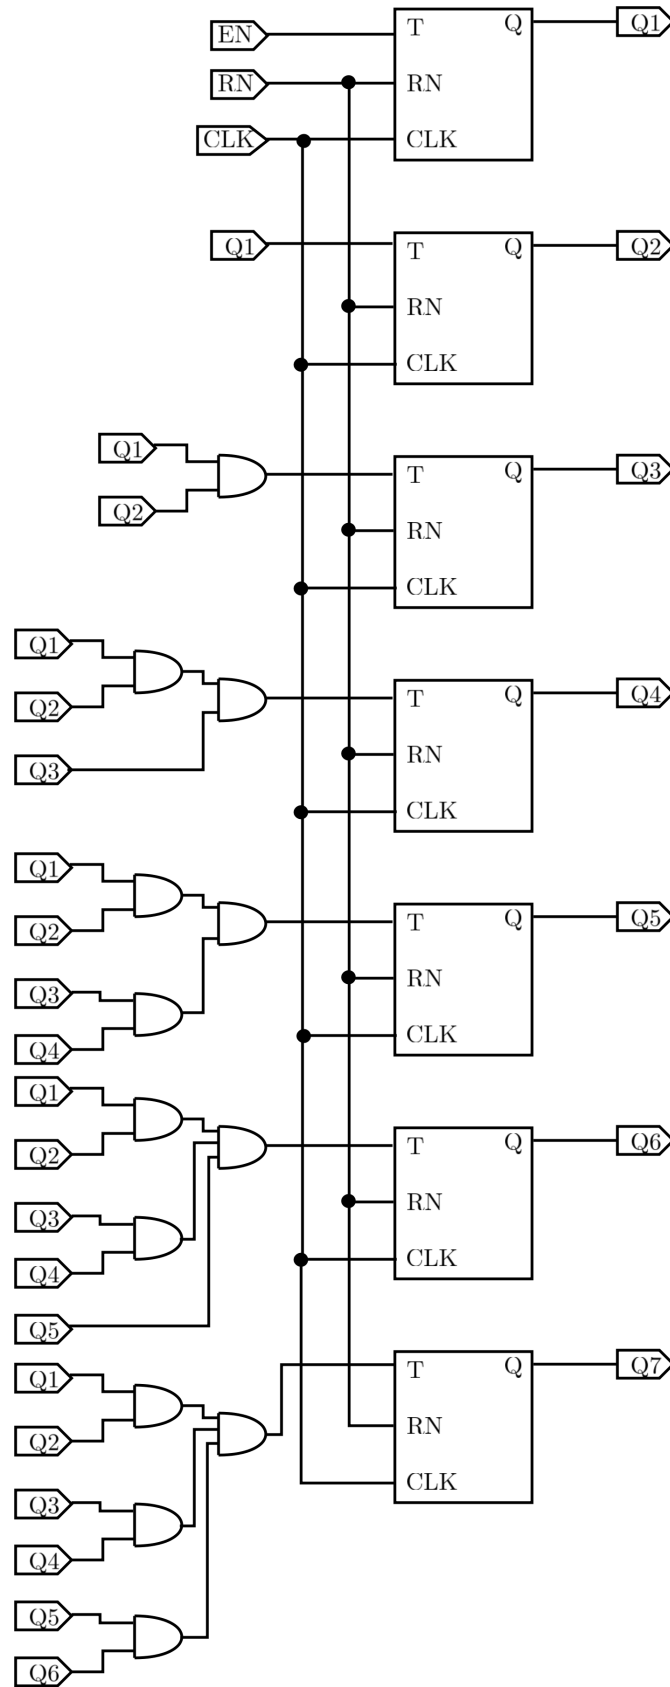 EN T Q Q1
RN RN
CLK CLK
Q1 T Q Q2
RN
CLK
Q1 T Q Q3
Q2 RN
CLK
Q1 T Q Q4
Q2
Q3 RN
CLK
Q1 T Q Q5
Q2
Q3 RN
Q4 CLK
Q1 T Q Q6
Q2
Q3 RN
Q4 CLK
Q5
Q1 T Q Q7
Q2 RN
CLK
Q3
Q4
Q5
Q6